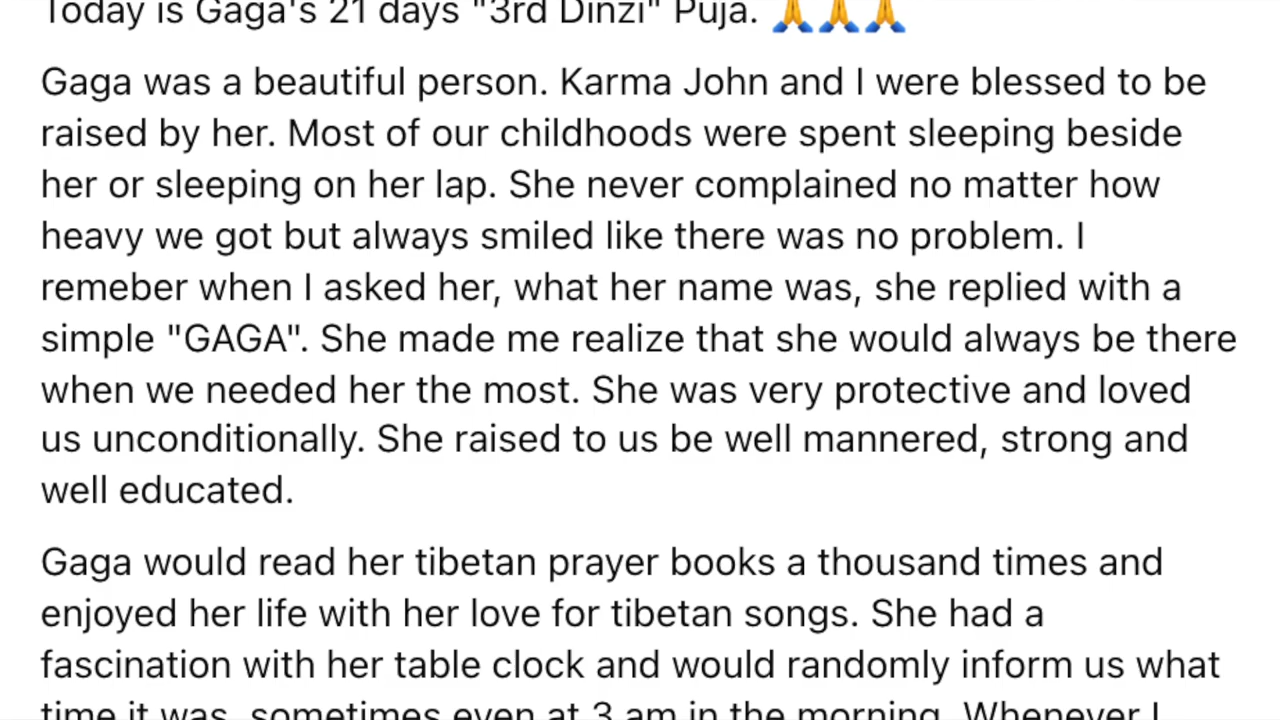 Today is Gaga's 21 days "3rd Dinzi" Puja. 🙏🙏🙏
Gaga was a beautiful person. Karma John and I were blessed to be
raised by her. Most of our childhoods were spent sleeping beside
her or sleeping on her lap. She never complained no matter how
heavy we got but always smiled like there was no problem. I
remeber when I asked her, what her name was, she replied with a
simple "GAGA". She made me realize that she would always be there
when we needed her the most. She was very protective and loved
us unconditionally. She raised to us be well mannered, strong and
well educated.
Gaga would read her tibetan prayer books a thousand times and
enjoyed her life with her love for tibetan songs. She had a
fascination with her table clock and would randomly inform us what
time it was, sometimes even at 3 am in the morning. Whenever I